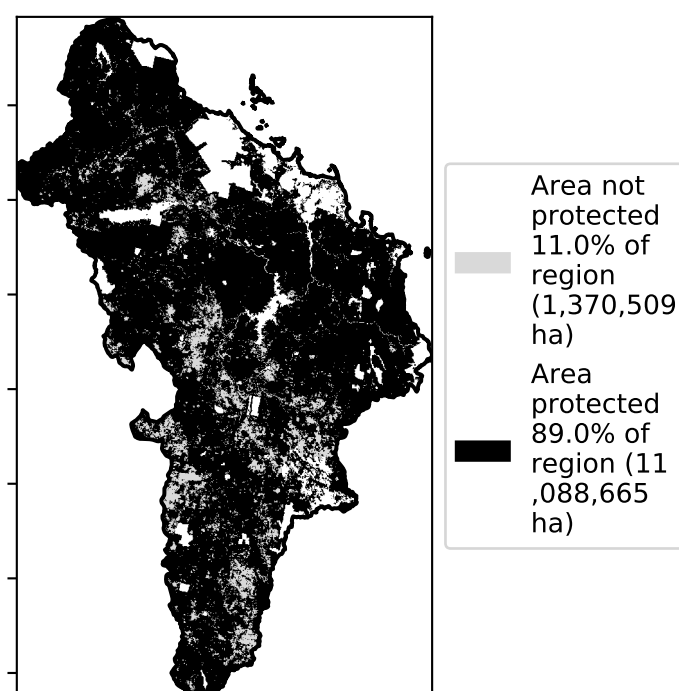 Area not
protected
11.0% of
region
(1,370,509
ha)
Area
protected
89.0% of
region (11
,088,665
ha)